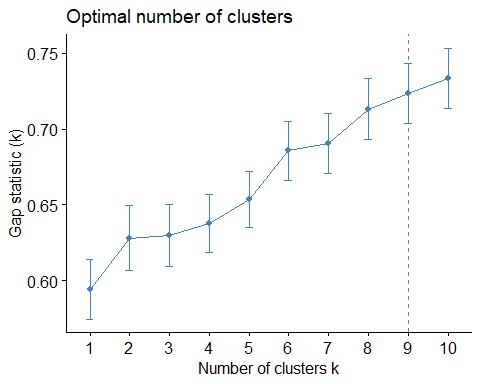 Optimal number of clusters
0.75
0.70
0.65
0.60
Gap statistic (k)
1 2 3 4 5 6 7 8 9 10
Number of clusters k